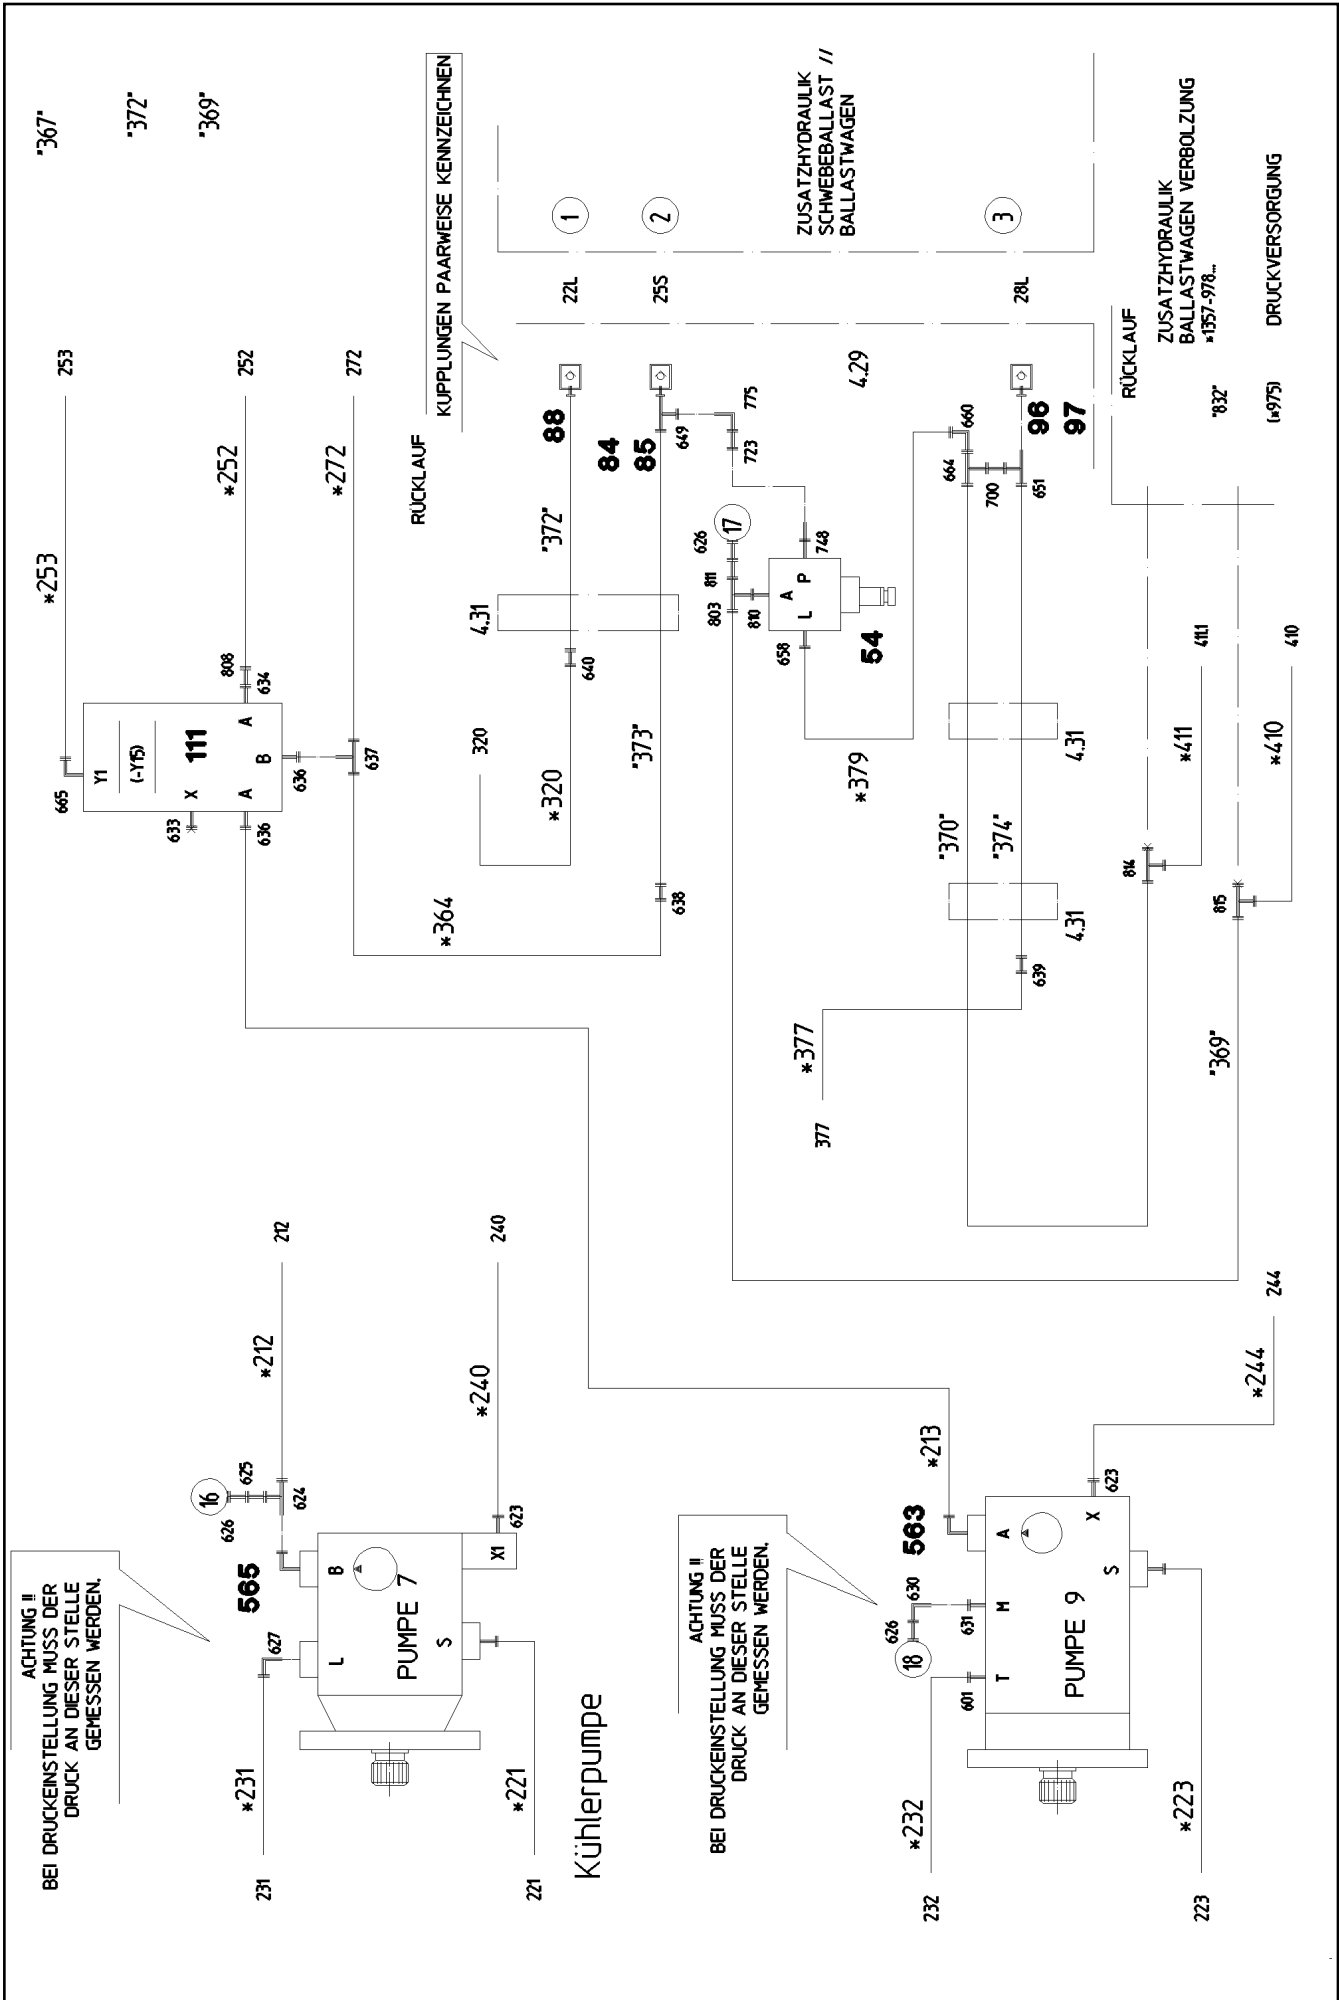 ACHTUNG !!
BEI DRUCKEINSTELLUNG MUSS DER
DRUCK AN DIESER STELLE
GEMESSEN WERDEN.
231
*231
627
565
626
16
625
624
*212
212
L
B
PUMPE 7
S
X1
623
*240
240
*221
221
Kühlerpumpe
*253
253
665
Y1
(-Y15)
111
X
633
A
636
A
B
808
634
*252
252
636
637
*272
272
"367"
"372"
"369"
*364
RÜCKLAUF
KUPPLUNGEN PAARWEISE KENNZEICHNEN
320
*320
640
4.31
"372"
88
22L
1
638
"373"
84
85
649
25S
2
723
775
803
810
811
626
17
658
L
A
P
748
54
*379
4.29
ZUSATZHYDRAULIK
SCHWEBEBALLAST //
BALLASTWAGEN
377
*377
639
4.31
"370"
"374"
4.31
664
660
700
651
96
97
28L
3
RÜCKLAUF
ZUSATZHYDRAULIK
BALLASTWAGEN VERBOLZUNG
*1357-978...
814
*411
411.1
"832"
"369"
815
*410
410
(*975)
DRUCKVERSORGUNG
ACHTUNG !!
BEI DRUCKEINSTELLUNG MUSS DER
DRUCK AN DIESER STELLE
GEMESSEN WERDEN.
232
*232
601
626
18
630
631
563
*213
T
M
A
PUMPE 9
S
X
623
*244
244
*223
223